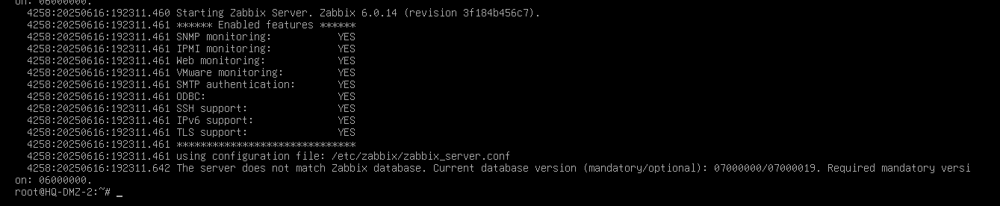 on: 06000000.
4258:20250616:192311.460 Starting Zabbix Server. Zabbix 6.0.14 (revision 3f184b456c7).
4258:20250616:192311.461 ****** Enabled features ******
4258:20250616:192311.461 SNMP monitoring:           YES
4258:20250616:192311.461 IPMI monitoring:           YES
4258:20250616:192311.461 Web monitoring:            YES
4258:20250616:192311.461 VMware monitoring:         YES
4258:20250616:192311.461 SMTP authentication:       YES
4258:20250616:192311.461 ODBC:                      YES
4258:20250616:192311.461 SSH support:               YES
4258:20250616:192311.461 IPv6 support:              YES
4258:20250616:192311.461 TLS support:               YES
4258:20250616:192311.461 ******************************
4258:20250616:192311.461 using configuration file: /etc/zabbix/zabbix_server.conf
4258:20250616:192311.642 The server does not match Zabbix database. Current database version (mandatory/optional): 07000000/07000019. Required mandatory versi
on: 06000000.
root@HQ-DMZ-2:~# _